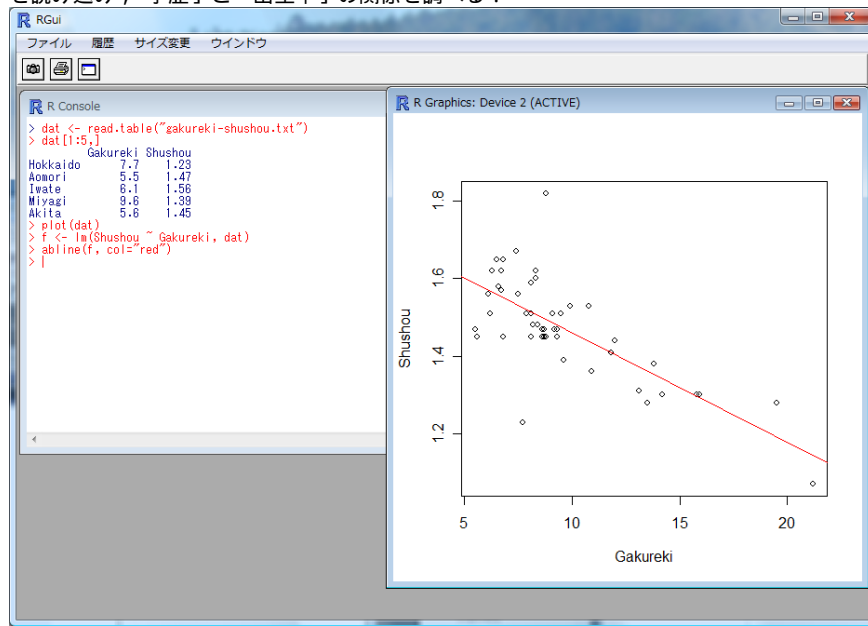 RGui
ファイル 履歴 サイズ変更 ウインドウ
R Console
> dat <- read.table("gakureki-shushou.txt")
> dat[1:5,]
Gakureki Shushou
Hokkaido 7.7 1.23
Aomori 5.5 1.47
Iwate 6.1 1.56
Miyagi 9.6 1.39
Akita 5.6 1.45
> plot(dat)
> f <- lm(Shushou ~ Gakureki, dat)
> abline(f, col="red")
> |
R Graphics: Device 2 (ACTIVE)
1.8
1.6
1.4
1.2
Shushou
5 10 15 20
Gakureki